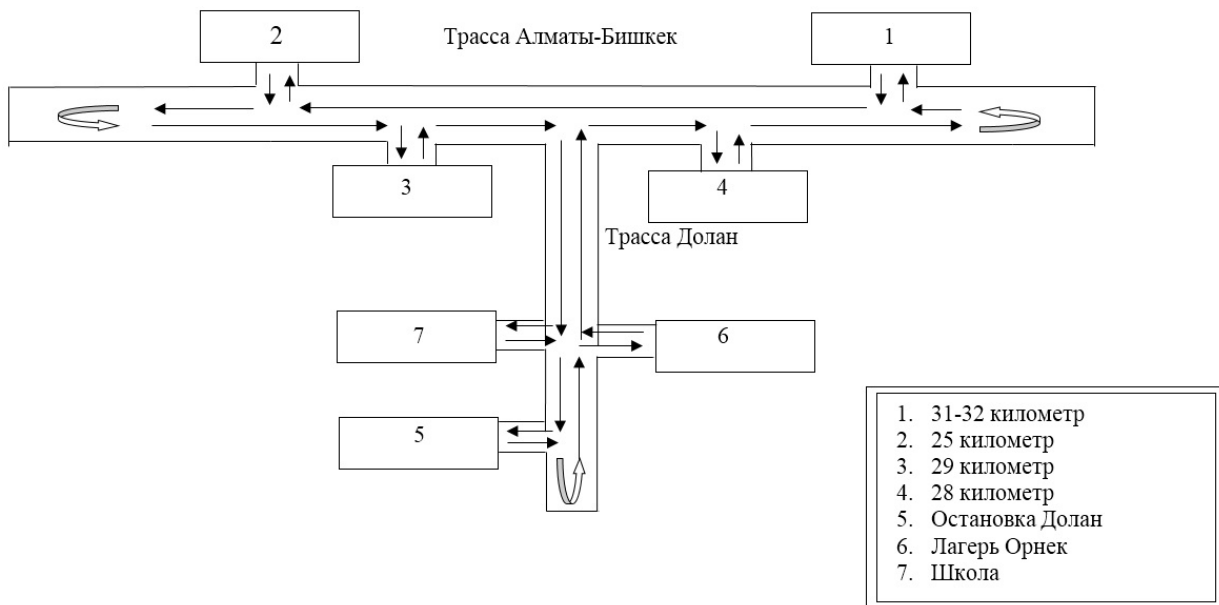 2
Трасса Алматы-Бишкек
1
3
4
Трасса Долан
7
6
5
1. 31-32 километр
2. 25 километр
3. 29 километр
4. 28 километр
5. Остановка Долан
6. Лагерь Орнек
7. Школа